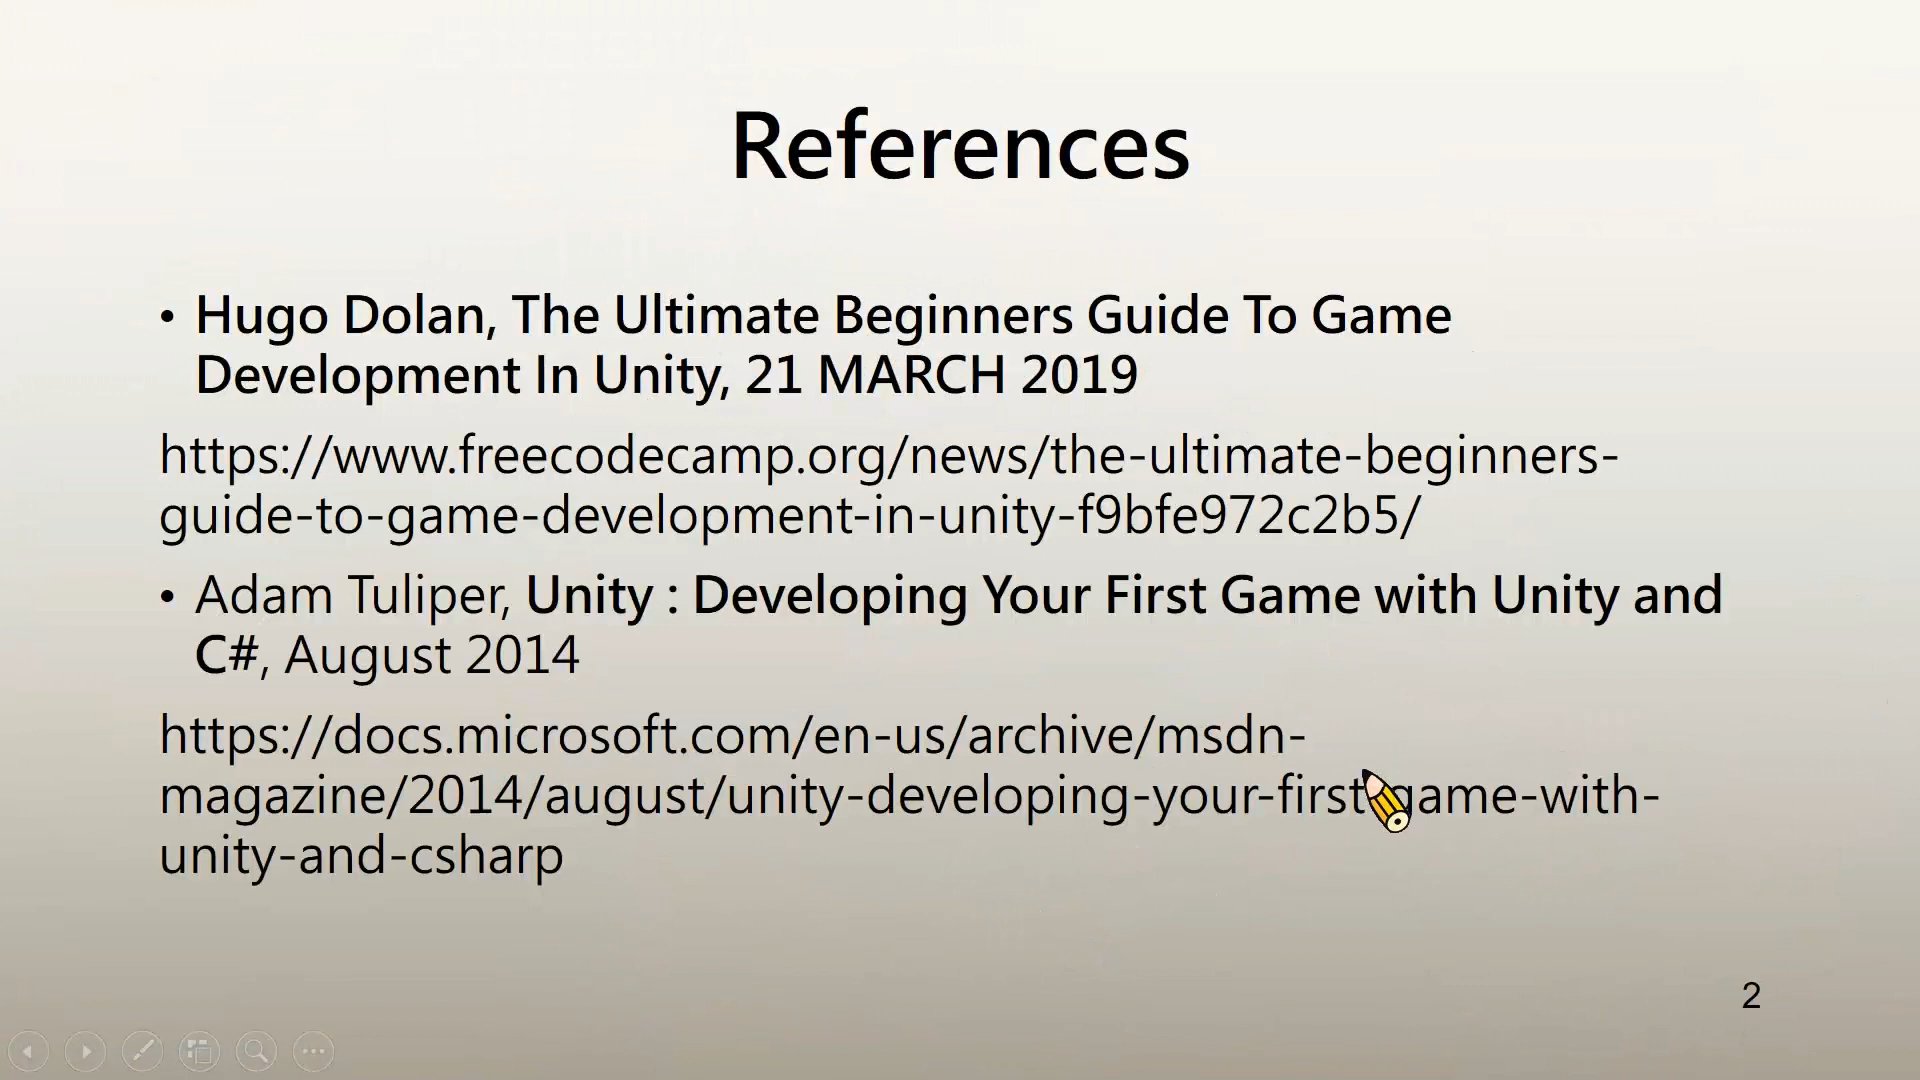 References
• Hugo Dolan, The Ultimate Beginners Guide To Game
Development In Unity, 21 MARCH 2019
https://www.freecodecamp.org/news/the-ultimate-beginners-
guide-to-game-development-in-unity-f9bfe972c2b5/
• Adam Tuliper, Unity : Developing Your First Game with Unity and
C#, August 2014
https://docs.microsoft.com/en-us/archive/msdn-
magazine/2014/august/unity-developing-your-first-game-with-
unity-and-csharp
2